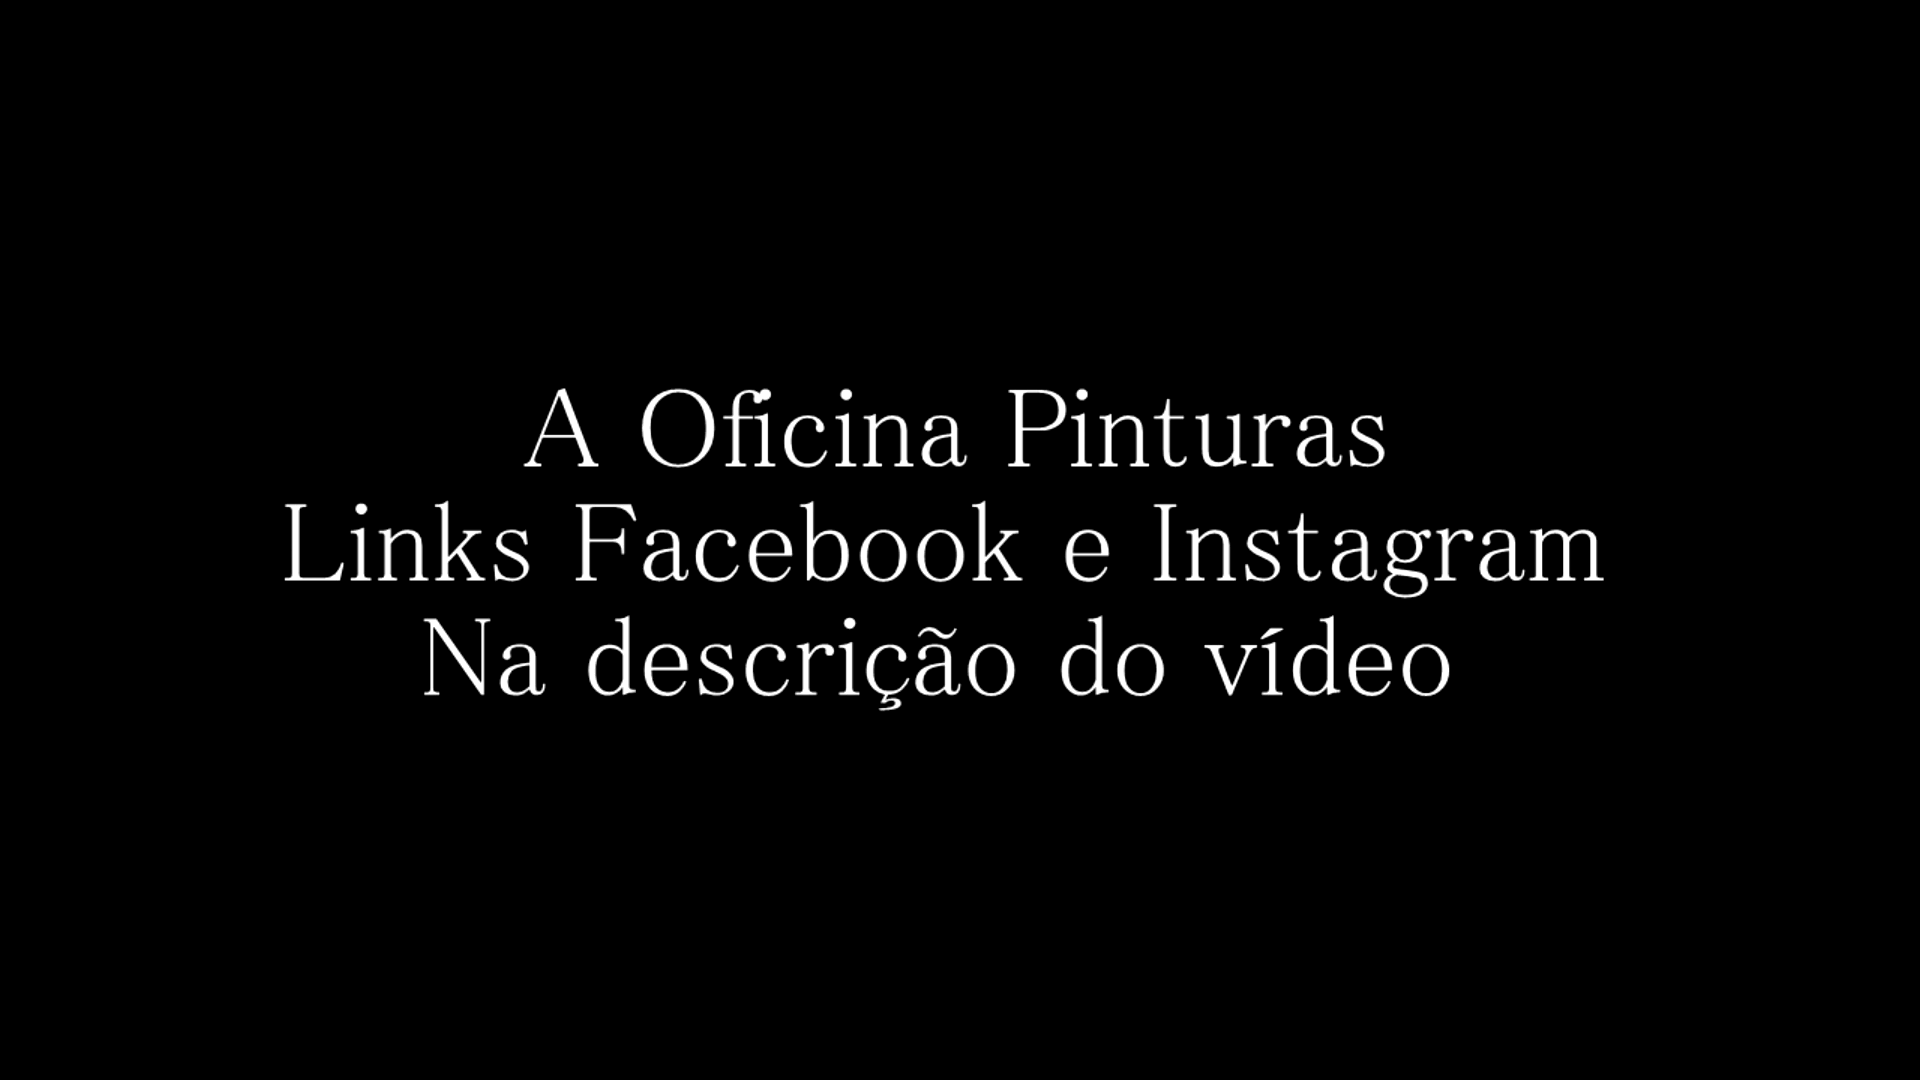 A Oficina Pinturas
Links Facebook e Instagram
Na descrição do vídeo